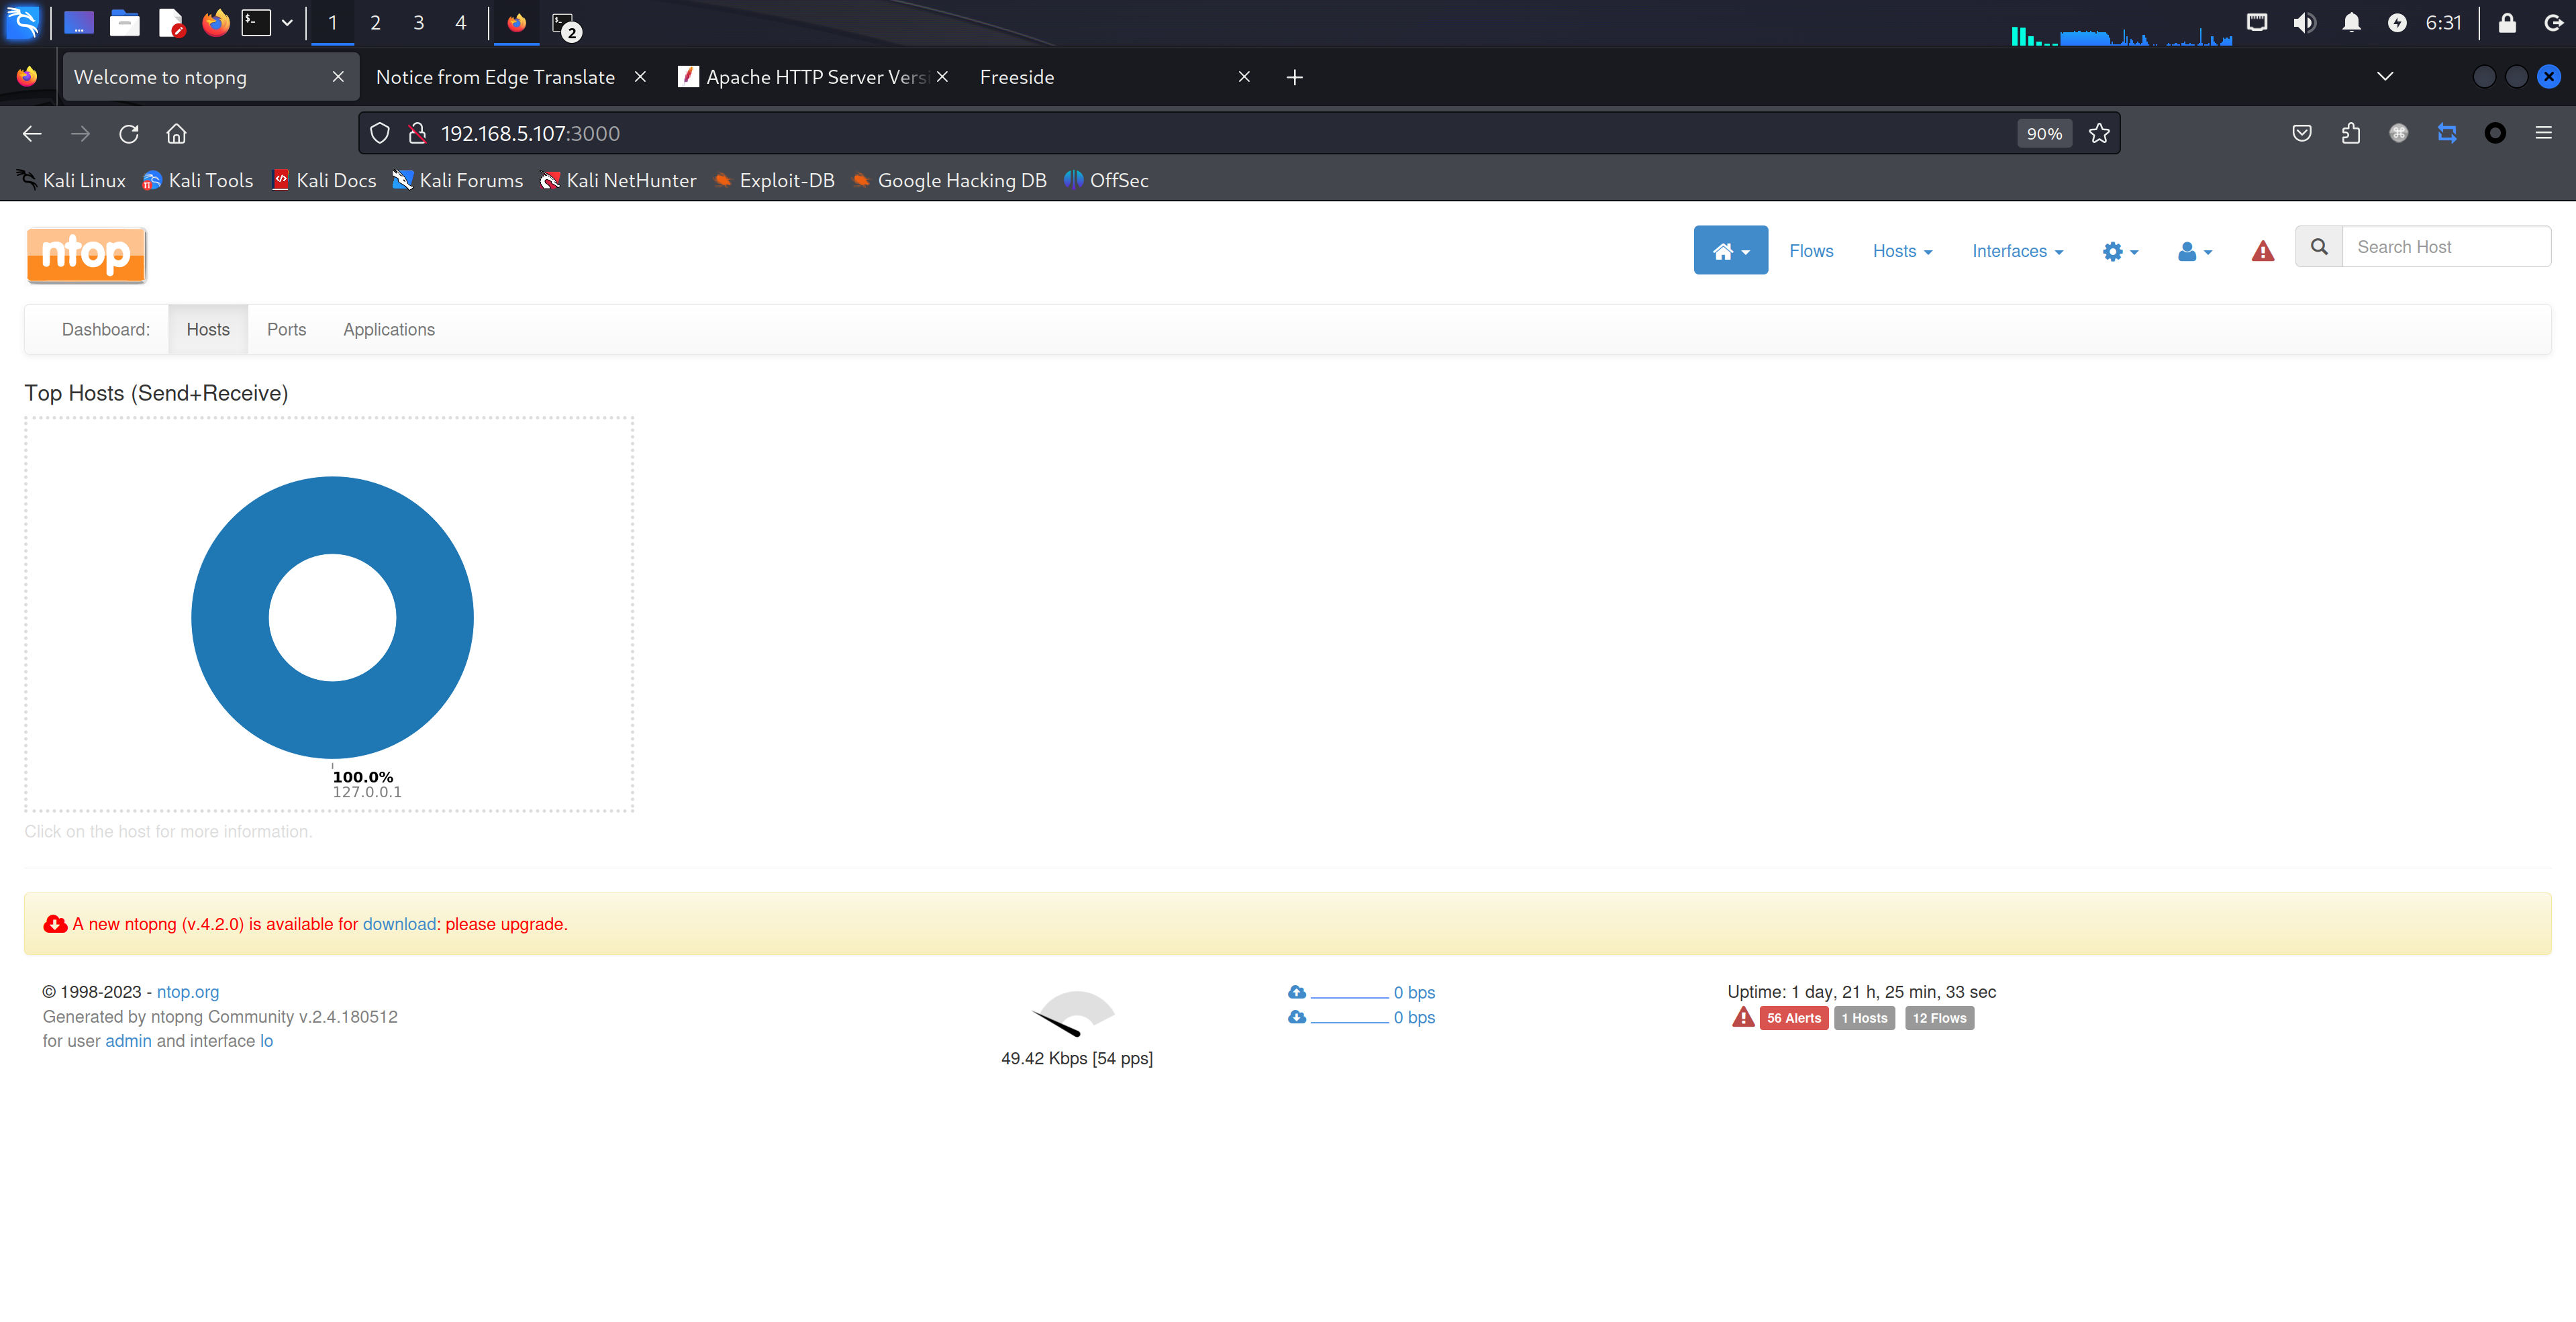 1 2 3 4 2 6:31
Welcome to ntopng Notice from Edge Translate Apache HTTP Server Vers Freeside
192.168.5.107:3000 90%
Kali Linux Kali Tools Kali Docs Kali Forums Kali NetHunter Exploit-DB Google Hacking DB OffSec
ntop Flows Hosts Interfaces Search Host
Dashboard: Hosts Ports Applications
Top Hosts (Send+Receive)
100.0%
127.0.0.1
Click on the host for more information.
A new ntopng (v.4.2.0) is available for download: please upgrade.
© 1998-2023 - ntop.org
Generated by ntopng Community v.2.4.180512
for user admin and interface lo
49.42 Kbps [54 pps]
0 bps
0 bps
Uptime: 1 day, 21 h, 25 min, 33 sec
56 Alerts 1 Hosts 12 Flows